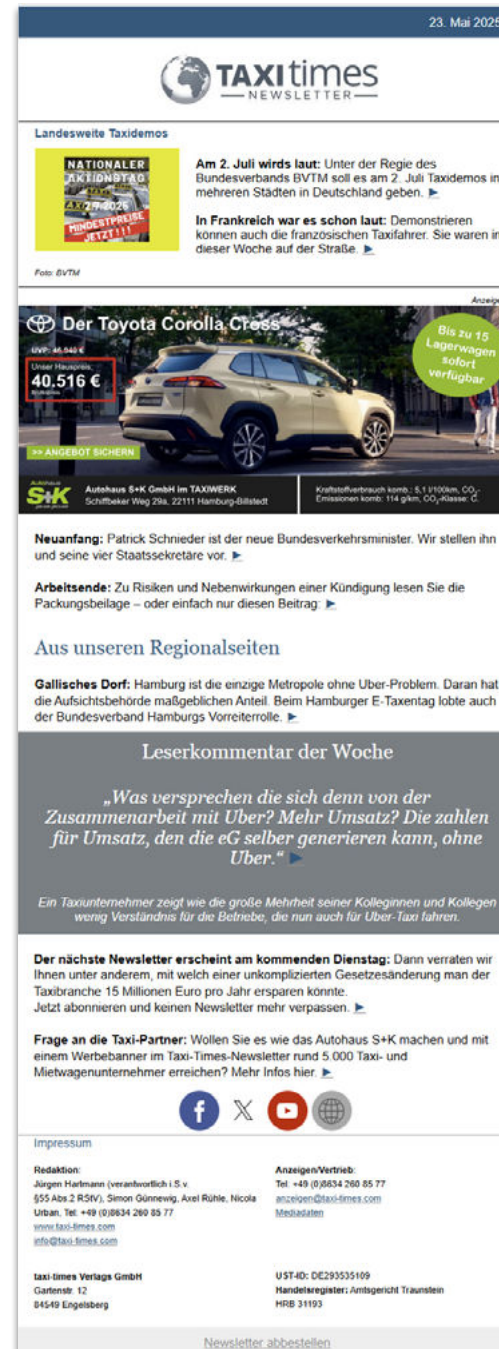 23. Mai 2025
TAXItimes
NEWSLETTER
Landesweite Taxidemos
NATIONALER
AKTIONSTAG
MINDESTPREISE
JETZT!!!
Am 2. Juli wirds laut: Unter der Regie des
Bundesverbands BVTM soll es am 2. Juli Taxidemos in
mehreren Städten in Deutschland geben. ►
In Frankreich war es schon laut: Demonstrieren
können auch die französischen Taxifahrer. Sie waren in
dieser Woche auf der Straße. ►
Foto: BVTM
Anzeige
Der Toyota Corolla Cross
Bis zu 15
Lagerwagen
sofort
verfügbar
UVP:
Unser Hauspreis:
40.516 €
>> ANGEBOT SICHERN
Autohaus
S+K
Autohaus S+K GmbH im TAXIWERK
Schiffbeker Weg 29a, 22111 Hamburg-Billstedt
Kraftstoffverbrauch komb.: 5,1 l/100km, CO₂-
Emissionen komb: 114 g/km, CO₂-Klasse: C.
Neuanfang: Patrick Schnieder ist der neue Bundesverkehrsminister. Wir stellen ihn
und seine vier Staatssekretäre vor. ►
Arbeitsende: Zu Risiken und Nebenwirkungen einer Kündigung lesen Sie die
Packungsbeilage – oder einfach nur diesen Beitrag: ►
Aus unseren Regionalseiten
Gallisches Dorf: Hamburg ist die einzige Metropole ohne Uber-Problem. Daran hat
die Aufsichtsbehörde maßgeblichen Anteil. Beim Hamburger E-Taxentag lobte auch
der Bundesverband Hamburgs Vorreiterrolle. ►
Leserkommentar der Woche
„Was versprechen die sich denn von der
Zusammenarbeit mit Uber? Mehr Umsatz? Die zahlen
für Umsatz, den die eG selber generieren kann, ohne
Uber.“ ►
Ein Taxiunternehmer zeigt wie die große Mehrheit seiner Kolleginnen und Kollegen
wenig Verständnis für die Betriebe, die nun auch für Uber-Taxi fahren.
Der nächste Newsletter erscheint am kommenden Dienstag: Dann verraten wir
Ihnen unter anderem, mit welch einer unkomplizierten Gesetzesänderung man der
Taxibranche 15 Millionen Euro pro Jahr ersparen könnte.
Jetzt abonnieren und keinen Newsletter mehr verpassen. ►
Frage an die Taxi-Partner: Wollen Sie es wie das Autohaus S+K machen und mit
einem Werbebanner im Taxi-Times-Newsletter rund 5.000 Taxi- und
Mietwagenunternehmer erreichen? Mehr Infos hier. ►
Impressum
Redaktion:
Jürgen Hartmann (verantwortlich i.S.v.
§55 Abs.2 RStV), Simon Günnewig, Axel Rühle, Nicola
Urban, Tel: +49 (0)8634 260 85 77
www.taxi-times.com
info@taxi-times.com
Anzeigen/Vertrieb:
Tel: +49 (0)8634 260 85 77
anzeigen@taxi-times.com
Mediadaten
taxi-times Verlags GmbH
Gartenstr. 12
84549 Engelsberg
UST-ID: DE293535109
Handelsregister: Amtsgericht Traunstein
HRB 31193
Newsletter abbestellen